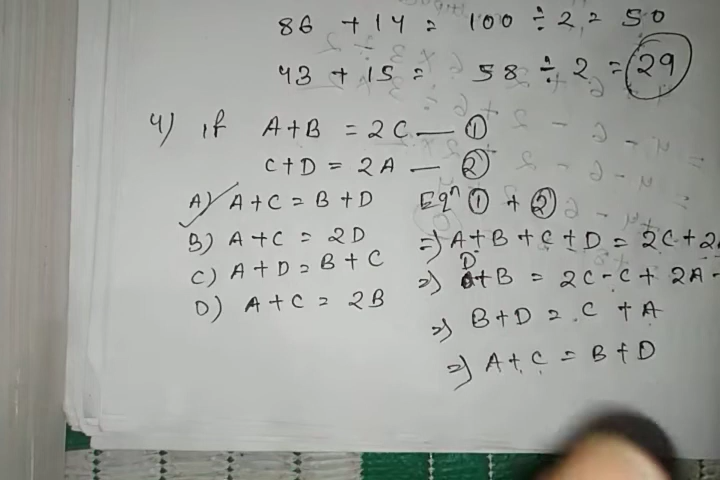 86 + 14 = 100 ÷ 2 = 50
43 + 15 = 58 ÷ 2 = 29
4) if A+B = 2C — ①
C+D = 2A — ②
A) A+C = B+D
B) A+C = 2D
C) A+D = B+C
D) A+C = 2B
Eqⁿ ① + ②
⇒ A+B+C+D = 2C+2
⇒ D+B = 2C-C+2A-
⇒ B+D = C+A
⇒ A+C = B+D